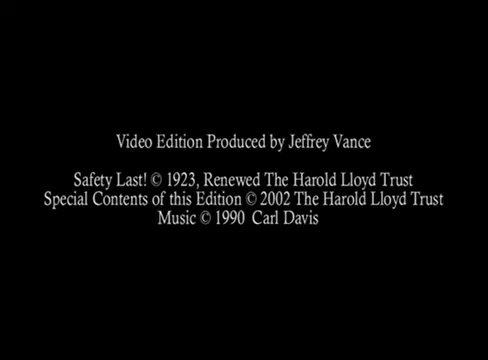 Video Edition Produced by Jeffrey Vance
Safety Last! © 1923, Renewed The Harold Lloyd Trust
Special Contents of this Edition © 2002 The Harold Lloyd Trust
Music © 1990 Carl Davis